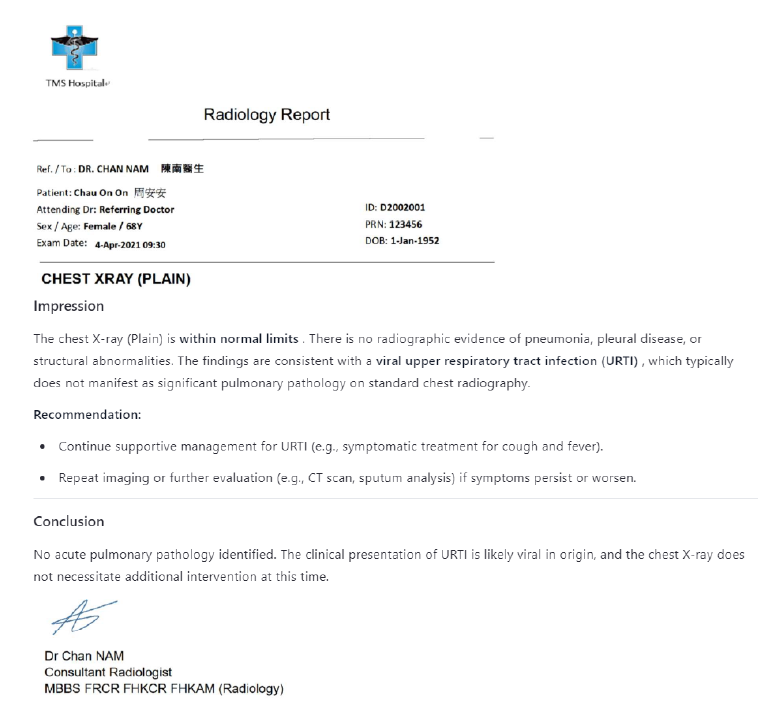 TMS Hospital
Radiology Report
Ref. / To : DR. CHAN NAM 陳南醫生
Patient: Chau On On 周安安
Attending Dr: Referring Doctor
ID: D2002001
Sex / Age: Female / 68Y
PRN: 123456
Exam Date: 4-Apr-2021 09:30
DOB: 1-Jan-1952
CHEST XRAY (PLAIN)
Impression
The chest X-ray (Plain) is within normal limits . There is no radiographic evidence of pneumonia, pleural disease, or
structural abnormalities. The findings are consistent with a viral upper respiratory tract infection (URTI) , which typically
does not manifest as significant pulmonary pathology on standard chest radiography.
Recommendation:
• Continue supportive management for URTI (e.g., symptomatic treatment for cough and fever).
• Repeat imaging or further evaluation (e.g., CT scan, sputum analysis) if symptoms persist or worsen.
Conclusion
No acute pulmonary pathology identified. The clinical presentation of URTI is likely viral in origin, and the chest X-ray does
not necessitate additional intervention at this time.
Dr Chan NAM
Consultant Radiologist
MBBS FRCR FHKCR FHKAM (Radiology)